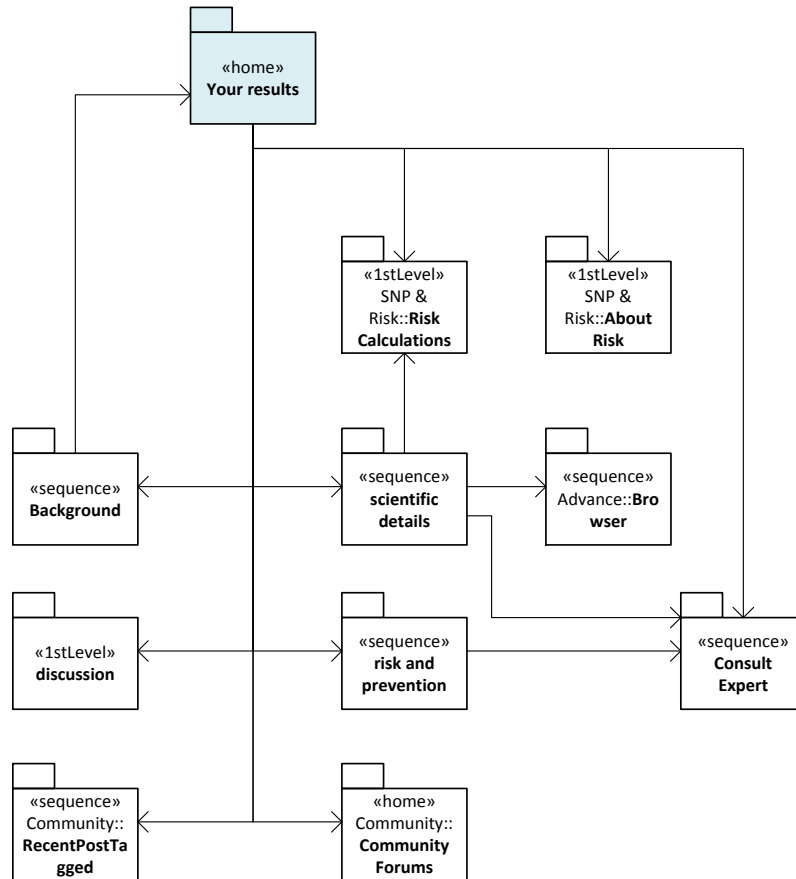 «home»
Your results
«1stLevel»
SNP &
Risk::Risk
Calculations
«1stLevel»
SNP &
Risk::About
Risk
«sequence»
Background
«sequence»
scientific
details
«sequence»
Advance::Bro
wser
«1stLevel»
discussion
«sequence»
risk and
prevention
«sequence»
Consult
Expert
«sequence»
Community::
RecentPostTa
gged
«home»
Community::
Community
Forums